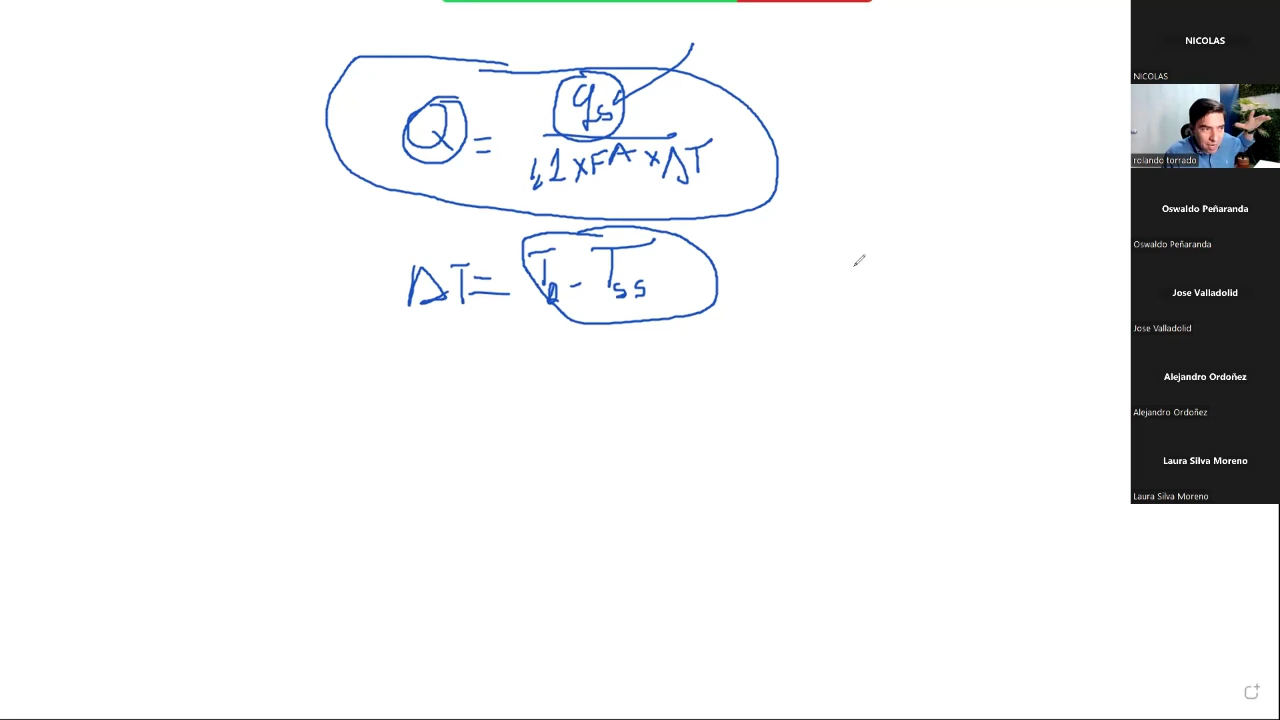 Q = qs
1,1 x FA x ΔT
ΔT = Ta - Tss
NICOLAS
NICOLAS
rolando torrado
Oswaldo Peñaranda
Oswaldo Peñaranda
Jose Valladolid
Jose Valladolid
Alejandro Ordoñez
Alejandro Ordoñez
Laura Silva Moreno
Laura Silva Moreno